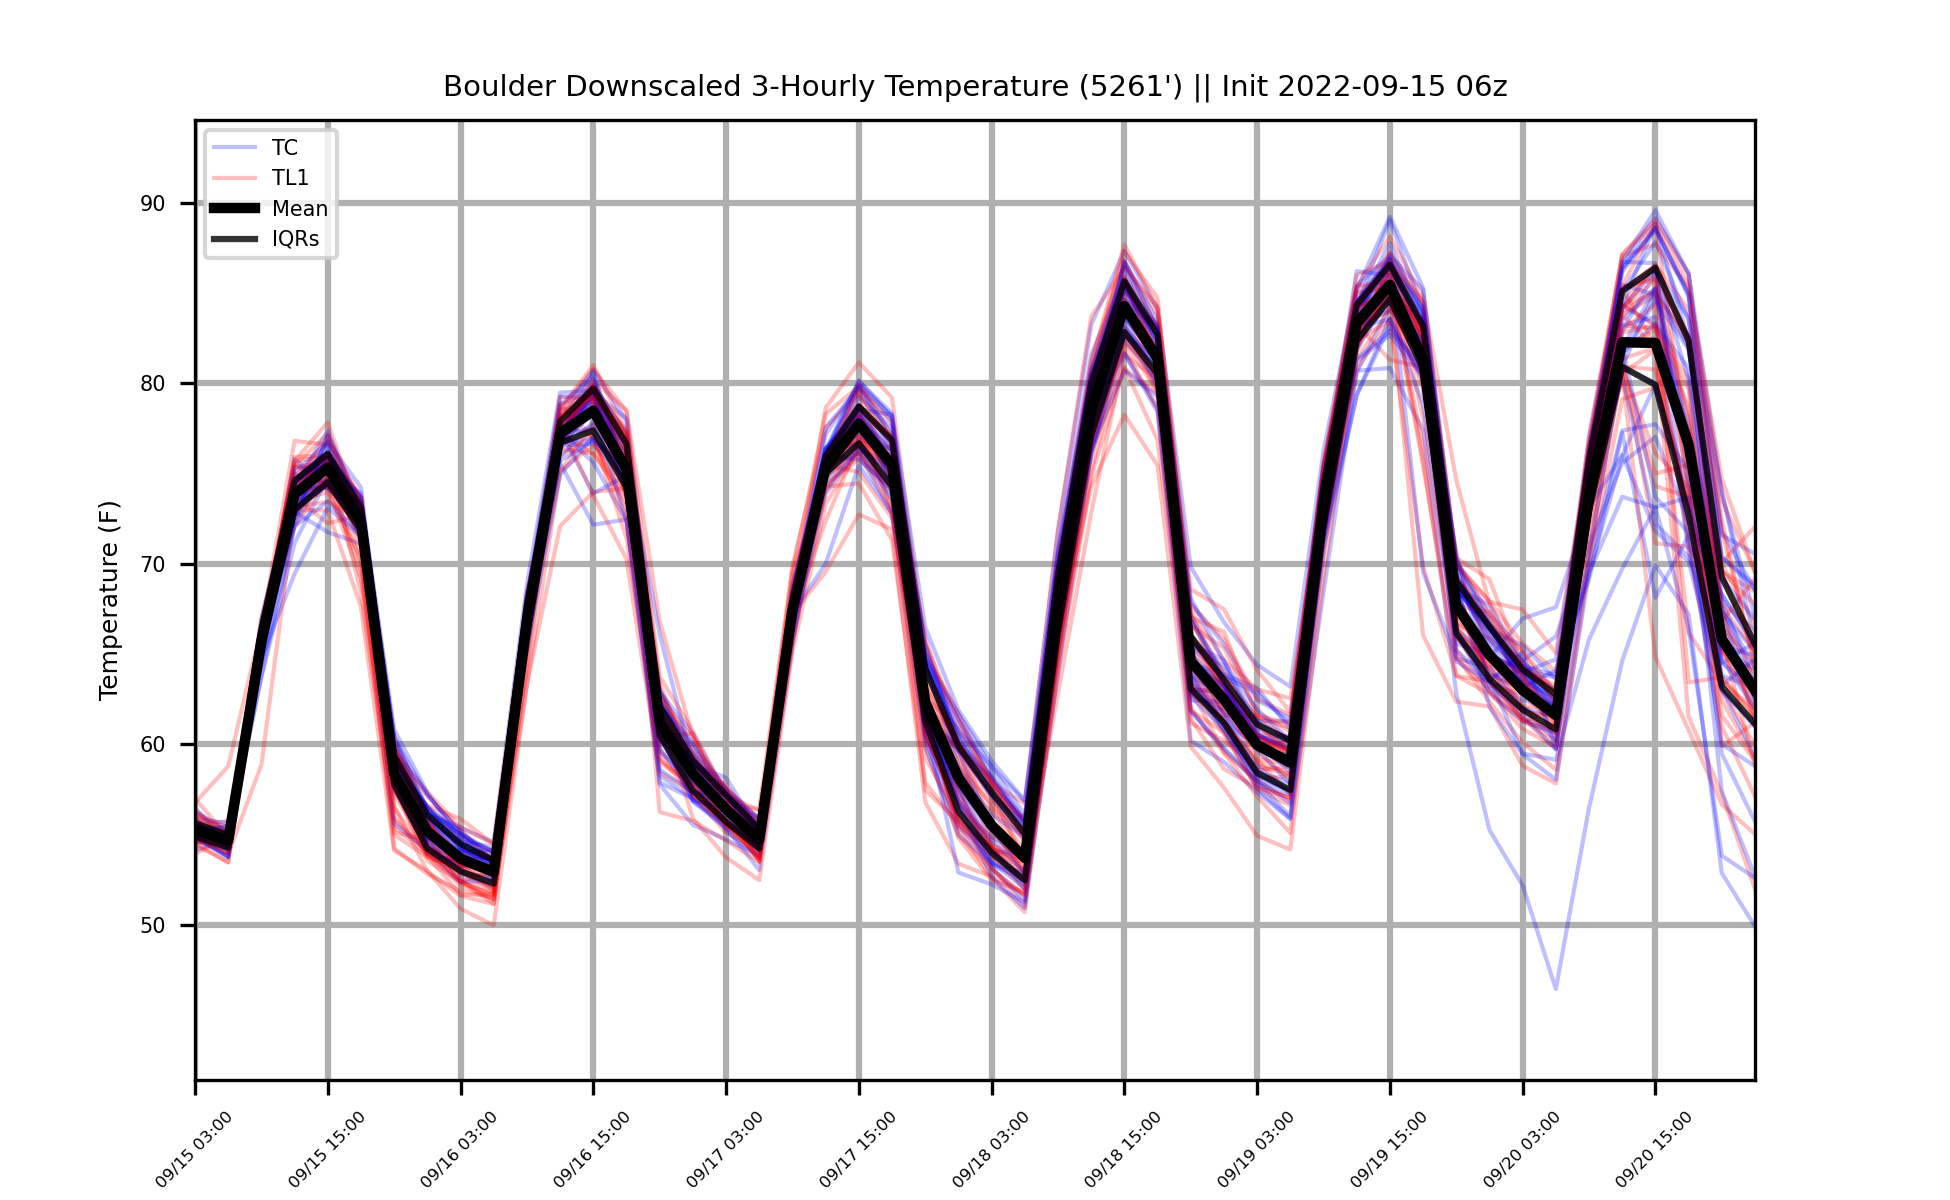 Boulder Downscaled 3-Hourly Temperature (5261') || Init 2022-09-15 06z
TC
TL1
Mean
IQRs
Temperature (F)
90
80
70
60
50
09/15 03:00
09/15 15:00
09/16 03:00
09/16 15:00
09/17 03:00
09/17 15:00
09/18 03:00
09/18 15:00
09/19 03:00
09/19 15:00
09/20 03:00
09/20 15:00